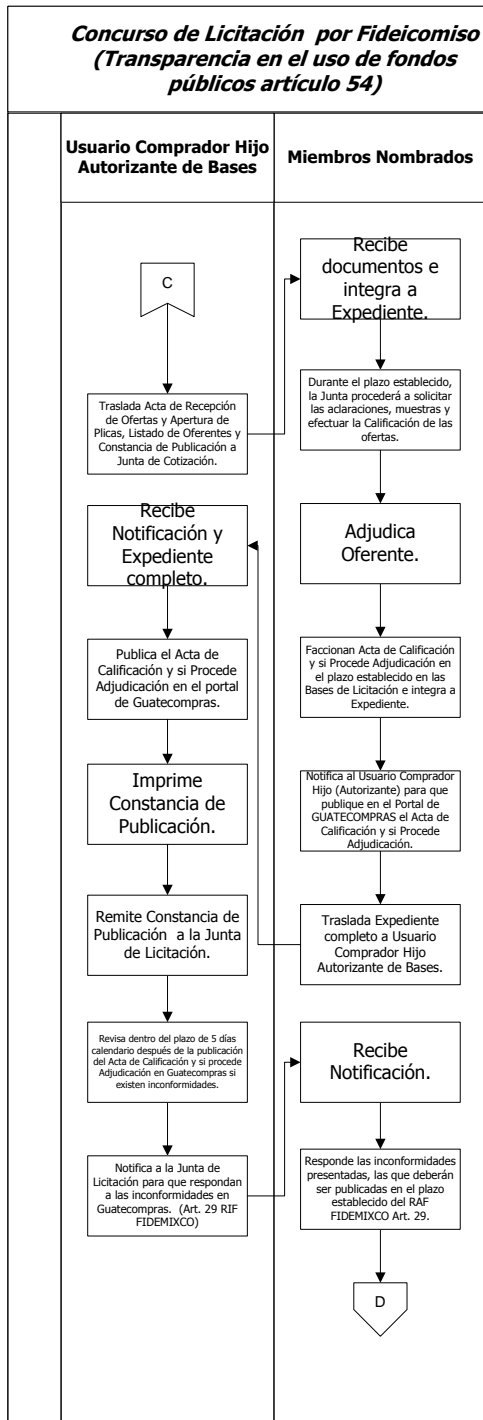 Concurso de Licitación por Fideicomiso
(Transparencia en el uso de fondos
públicos artículo 54)
Usuario Comprador Hijo
Autorizante de Bases
Miembros Nombrados
C
Traslada Acta de Recepción
de Ofertas y Apertura de
Plicas, Listado de Oferentes y
Constancia de Publicación a
Junta de Cotización.
Recibe
documentos e
integra a
Expediente.
Durante el plazo establecido,
la Junta procederá a solicitar
las aclaraciones, muestras y
efectuar la Calificación de las
ofertas.
Adjudica
Oferente.
Faccionan Acta de Calificación
y si Procede Adjudicación en
el plazo establecido en las
Bases de Licitación e integra a
Expediente.
Notifica al Usuario Comprador
Hijo (Autorizante) para que
publique en el Portal de
GUATECOMPRAS el Acta de
Calificación y si Procede
Adjudicación.
Traslada Expediente
completo a Usuario
Comprador Hijo
Autorizante de Bases.
Recibe
Notificación y
Expediente
completo.
Publica el Acta de
Calificación y si Procede
Adjudicación en el portal
de Guatecompras.
Imprime
Constancia de
Publicación.
Remite Constancia de
Publicación a la Junta
de Licitación.
Revisa dentro del plazo de 5 días
calendario después de la publicación
del Acta de Calificación y si procede
Adjudicación en Guatecompras si
existen inconformidades.
Notifica a la Junta de
Licitación para que respondan
a las inconformidades en
Guatecompras. (Art. 29 RIF
FIDEMIXCO)
Recibe
Notificación.
Responde las inconformidades
presentadas, las que deberán
ser publicadas en el plazo
establecido del RAF
FIDEMIXCO Art. 29.
D